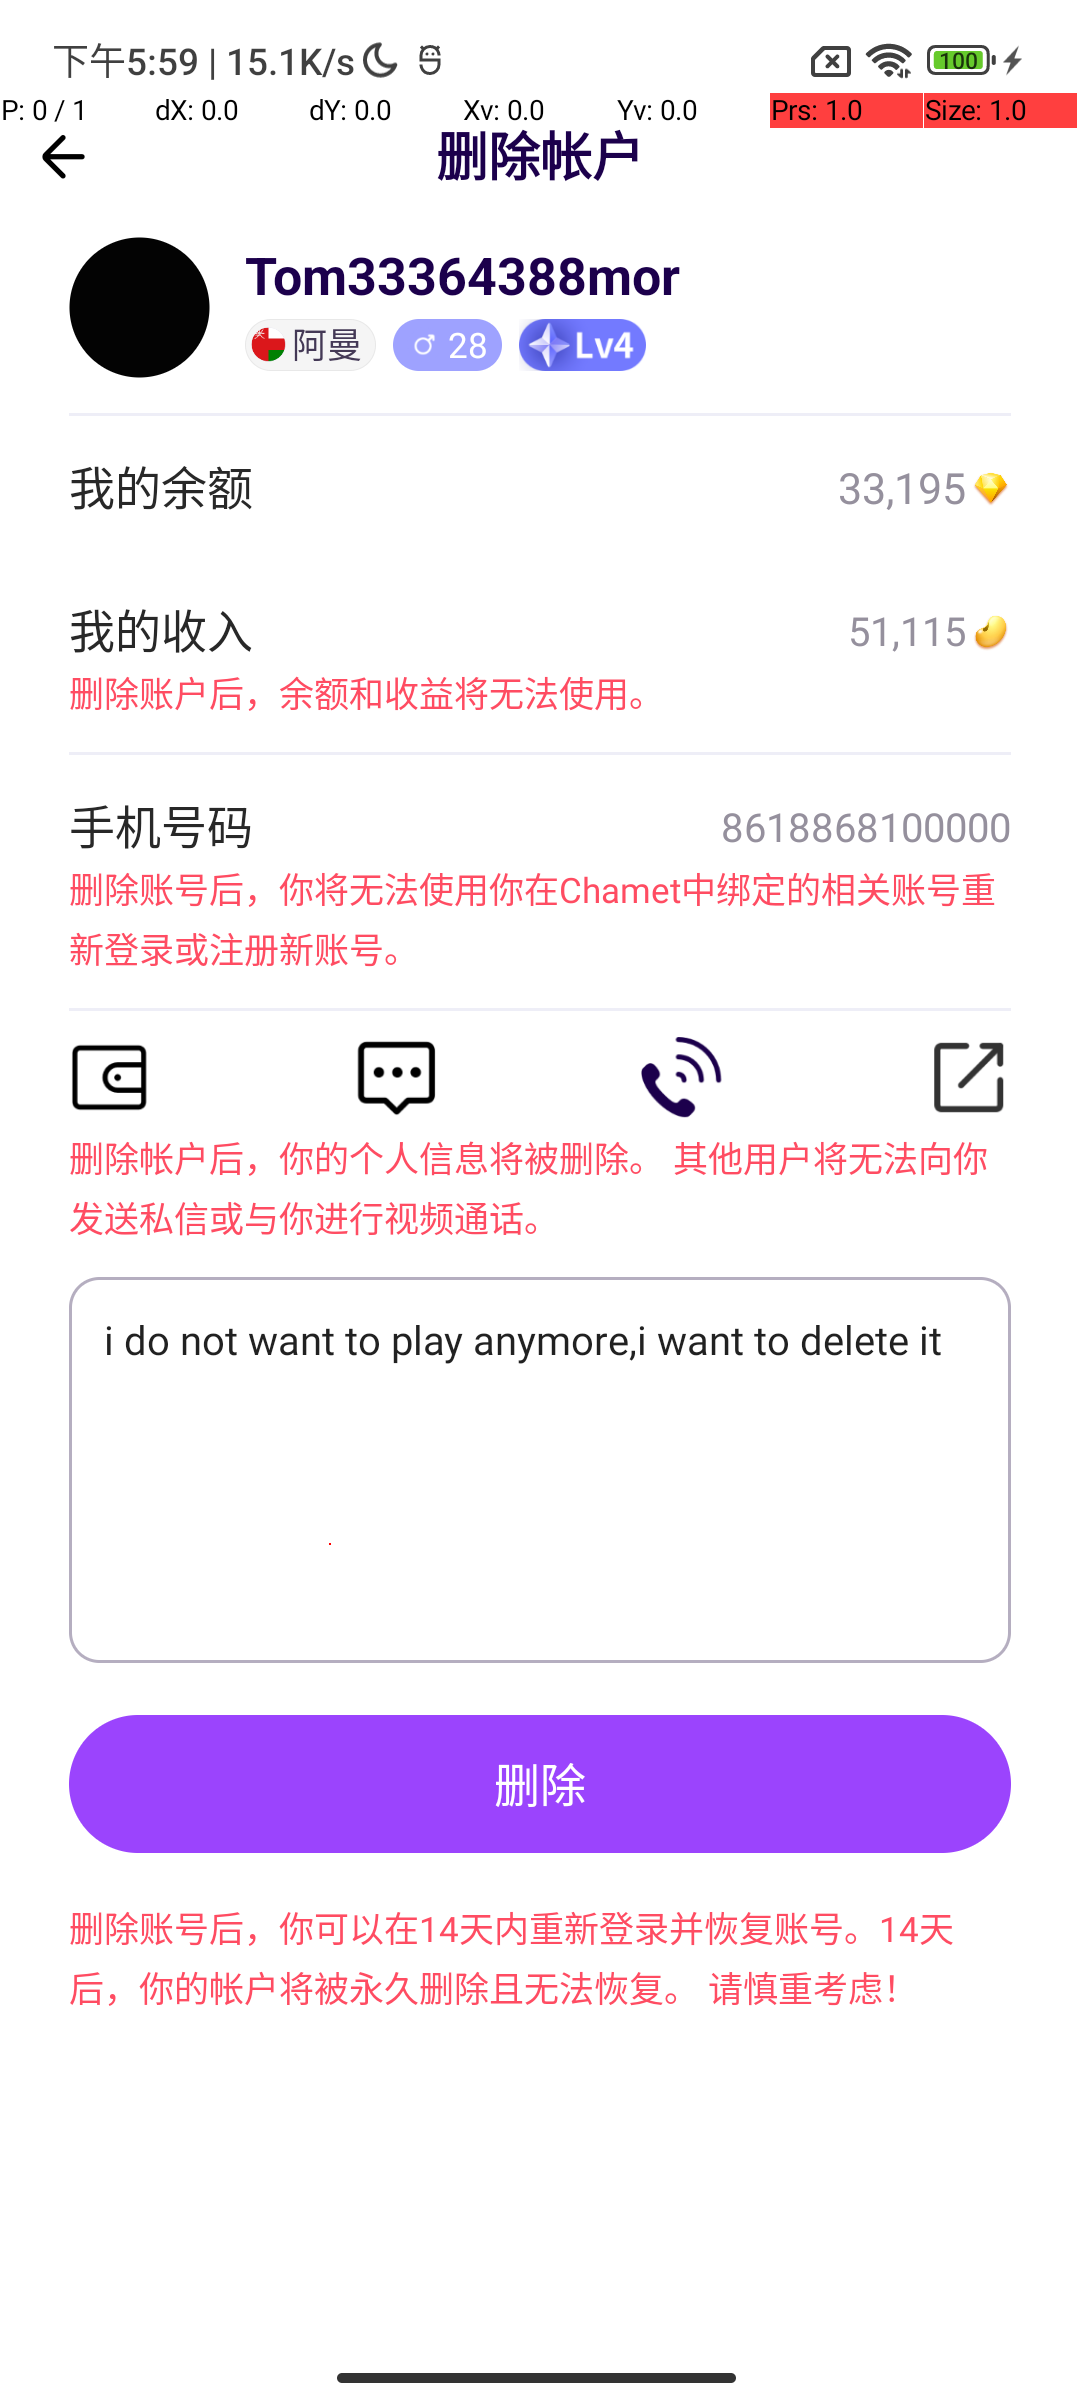 下午5:59 | 15.1K/s 100
P: 0 / 1 dX: 0.0 dY: 0.0 Xv: 0.0 Yv: 0.0 Prs: 1.0 Size: 1.0
删除帐户
Tom33364388mor
阿曼 ♂ 28 Lv4
我的余额 33,195
我的收入 51,115
删除账户后，余额和收益将无法使用。
手机号码 8618868100000
删除账号后，你将无法使用你在Chamet中绑定的相关账号重
新登录或注册新账号。
删除帐户后，你的个人信息将被删除。 其他用户将无法向你
发送私信或与你进行视频通话。
i do not want to play anymore,i want to delete it
删除
删除账号后，你可以在14天内重新登录并恢复账号。14天
后，你的帐户将被永久删除且无法恢复。 请慎重考虑！